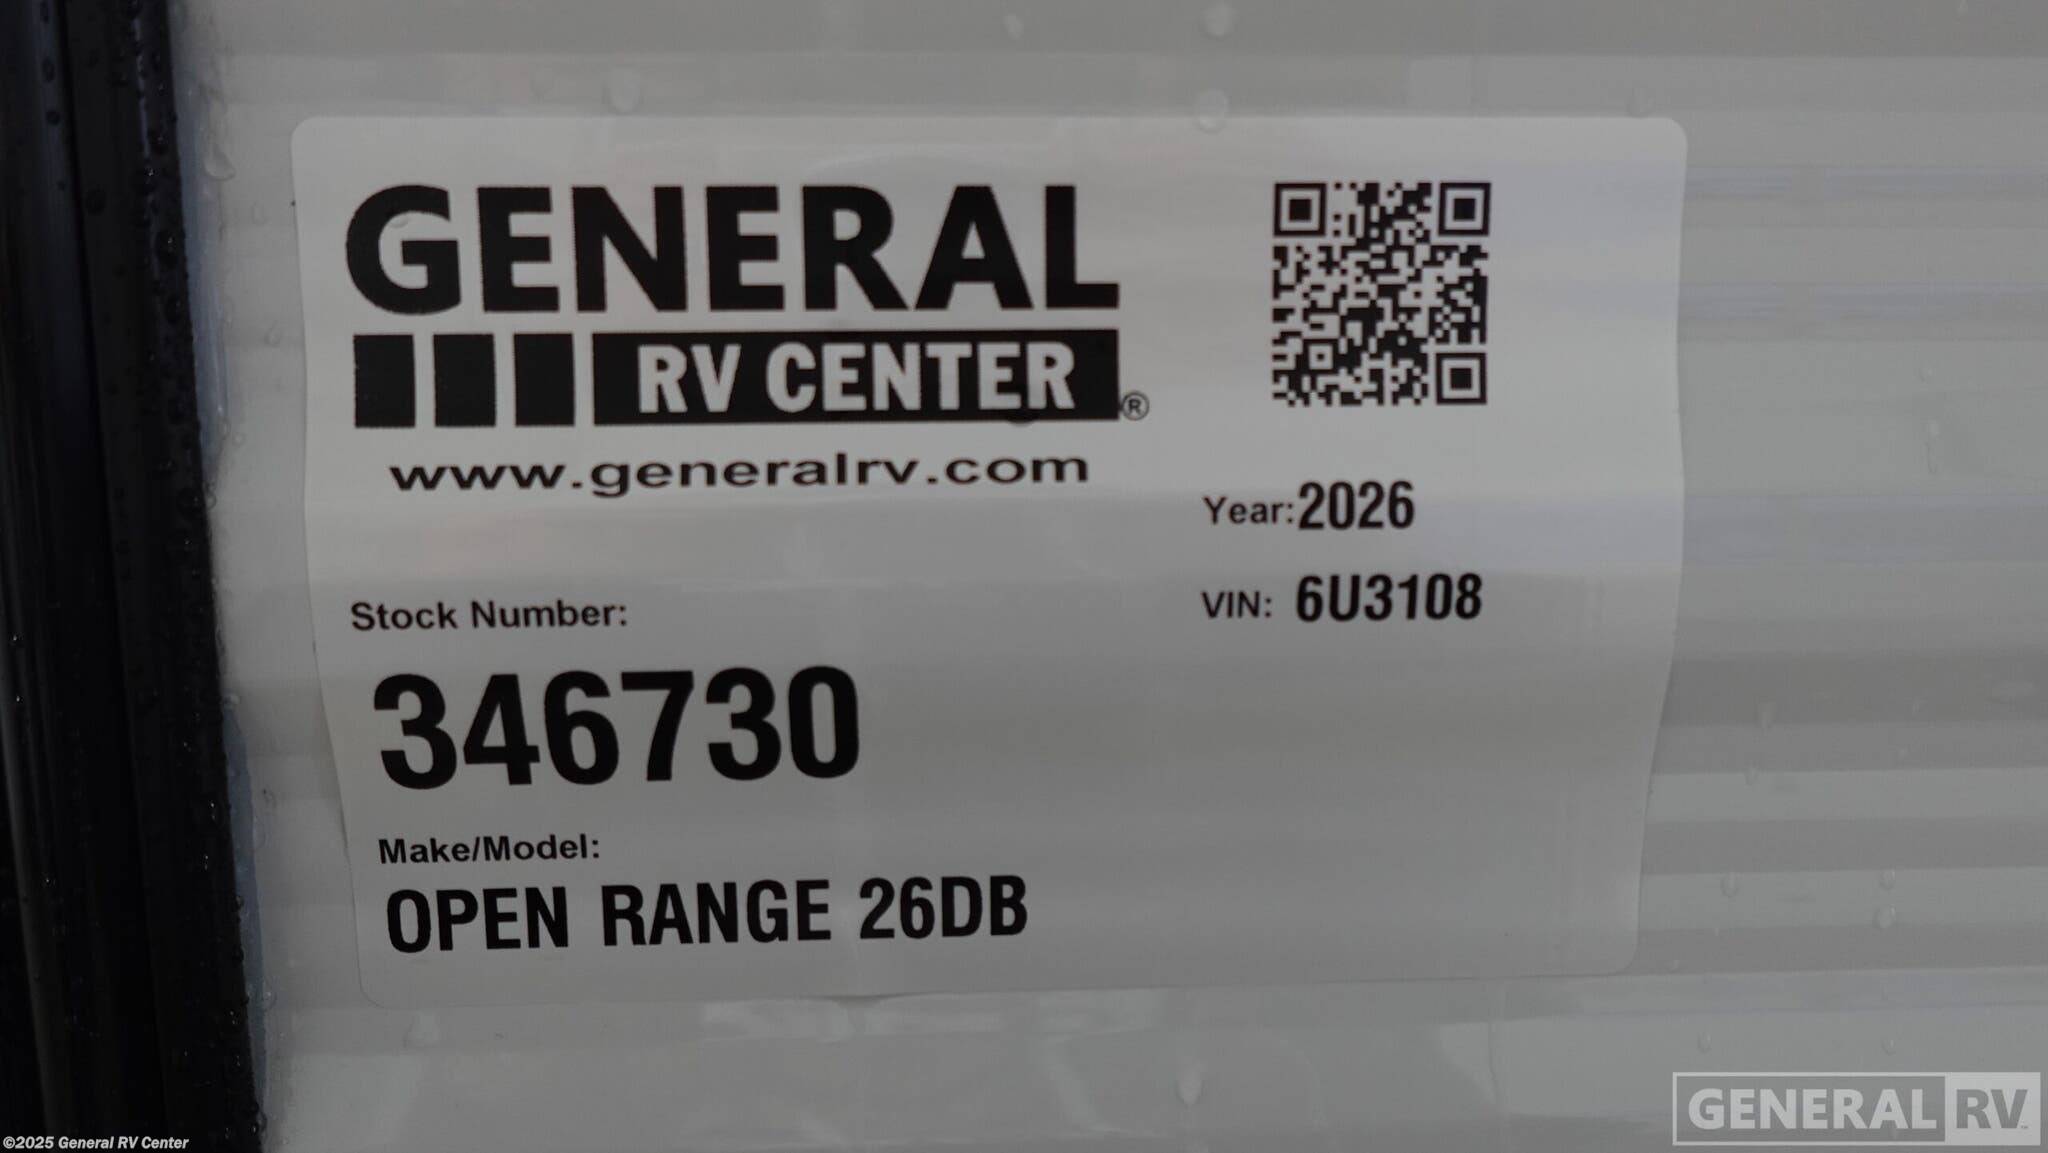 GENERAL
RV CENTER®
www.generalrv.com
Year: 2026
VIN: 6U3108
Stock Number:
346730
Make/Model:
OPEN RANGE 26DB
©2025 General RV Center
GENERAL RV™